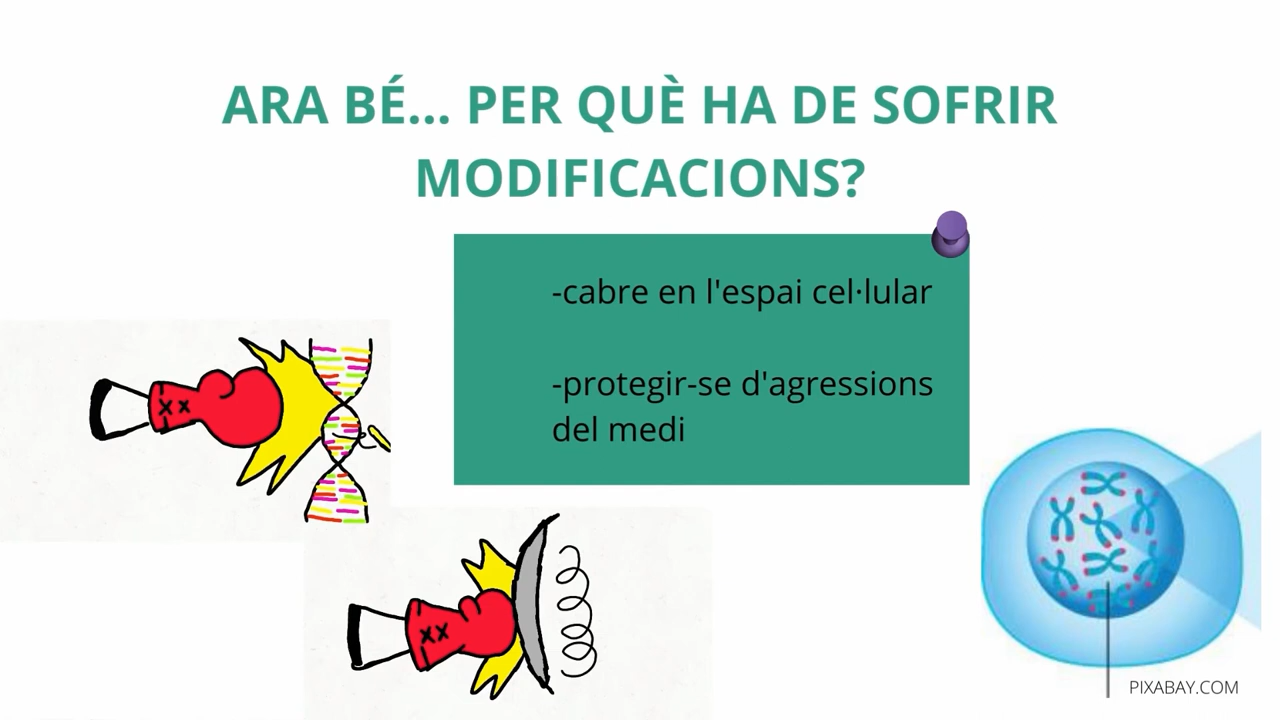 ARA BÉ... PER QUÈ HA DE SOFRIR
MODIFICACIONS?
-cabre en l'espai cel·lular
-protegir-se d'agressions
del medi
PIXABAY.COM